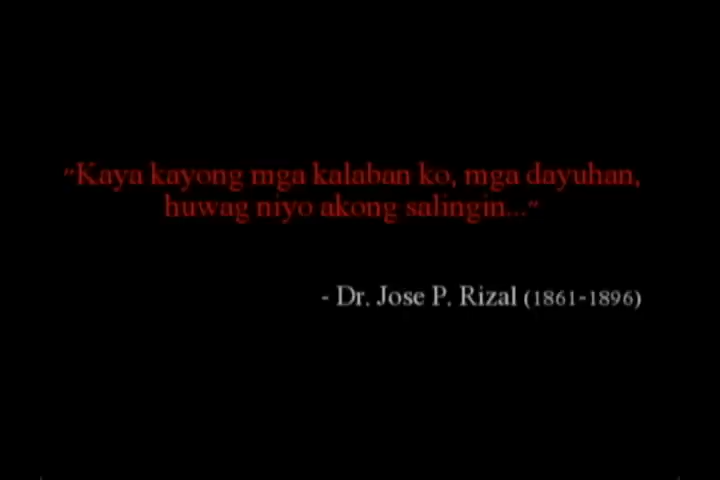 "Kaya kayong mga kalaban ko, mga dayuhan,
huwag niyo akong salingin..."
- Dr. Jose P. Rizal (1861-1896)